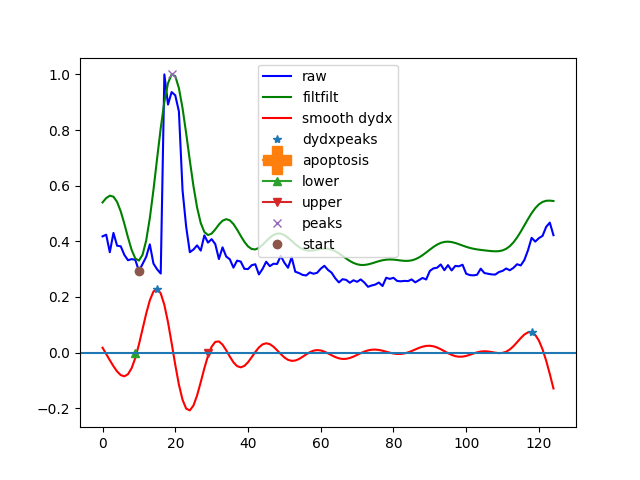 1.0
0.8
0.6
0.4
0.2
0.0
−0.2
0 20 40 60 80 100 120
raw
filtfilt
smooth dydx
dydxpeaks
apoptosis
lower
upper
peaks
start